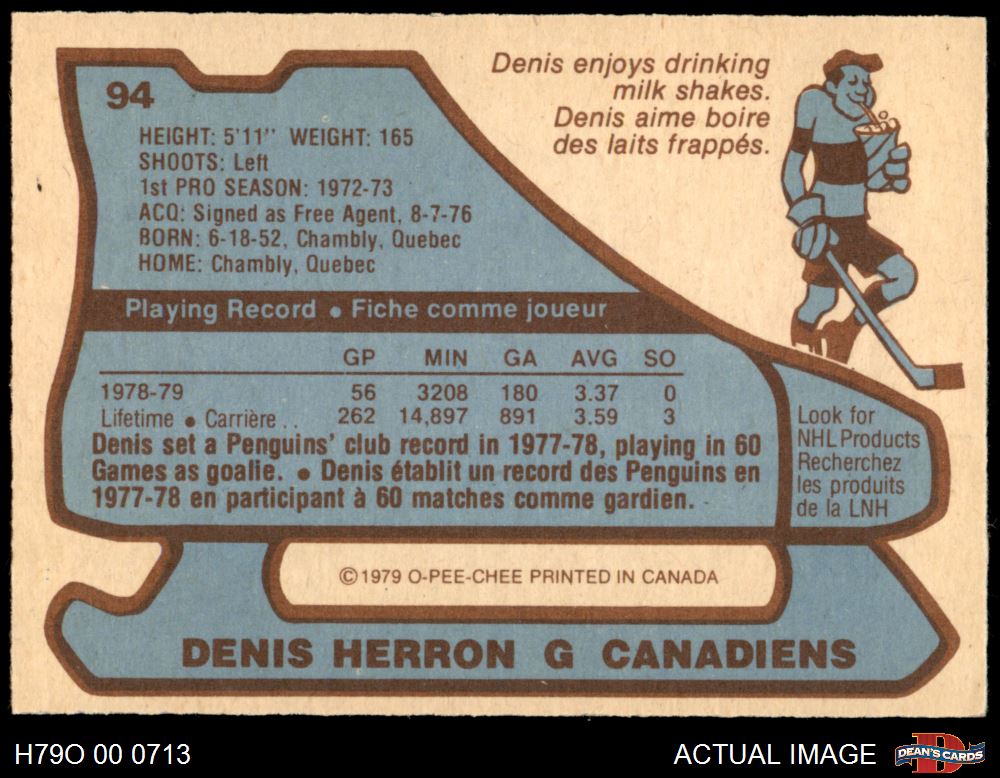 Denis enjoys drinking
milk shakes.
Denis aime boire
des laits frappés.
94
HEIGHT: 5'11" WEIGHT: 165
SHOOTS: Left
1st PRO SEASON: 1972-73
ACQ: Signed as Free Agent, 8-7-76
BORN: 6-18-52, Chambly, Quebec
HOME: Chambly, Quebec
Playing Record • Fiche comme joueur
GP MIN GA AVG SO
1978-79 56 3208 180 3.37 0
Lifetime • Carrière .. 262 14,897 891 3.59 3
Denis set a Penguins' club record in 1977-78, playing in 60
Games as goalie. • Denis établit un record des Penguins en
1977-78 en participant à 60 matches comme gardien.
Look for
NHL Products
Recherchez
les produits
de la LNH
© 1979 O-PEE-CHEE PRINTED IN CANADA
DENIS HERRON G CANADIENS
H79O 00 0713
ACTUAL IMAGE
DEAN'S CARDS